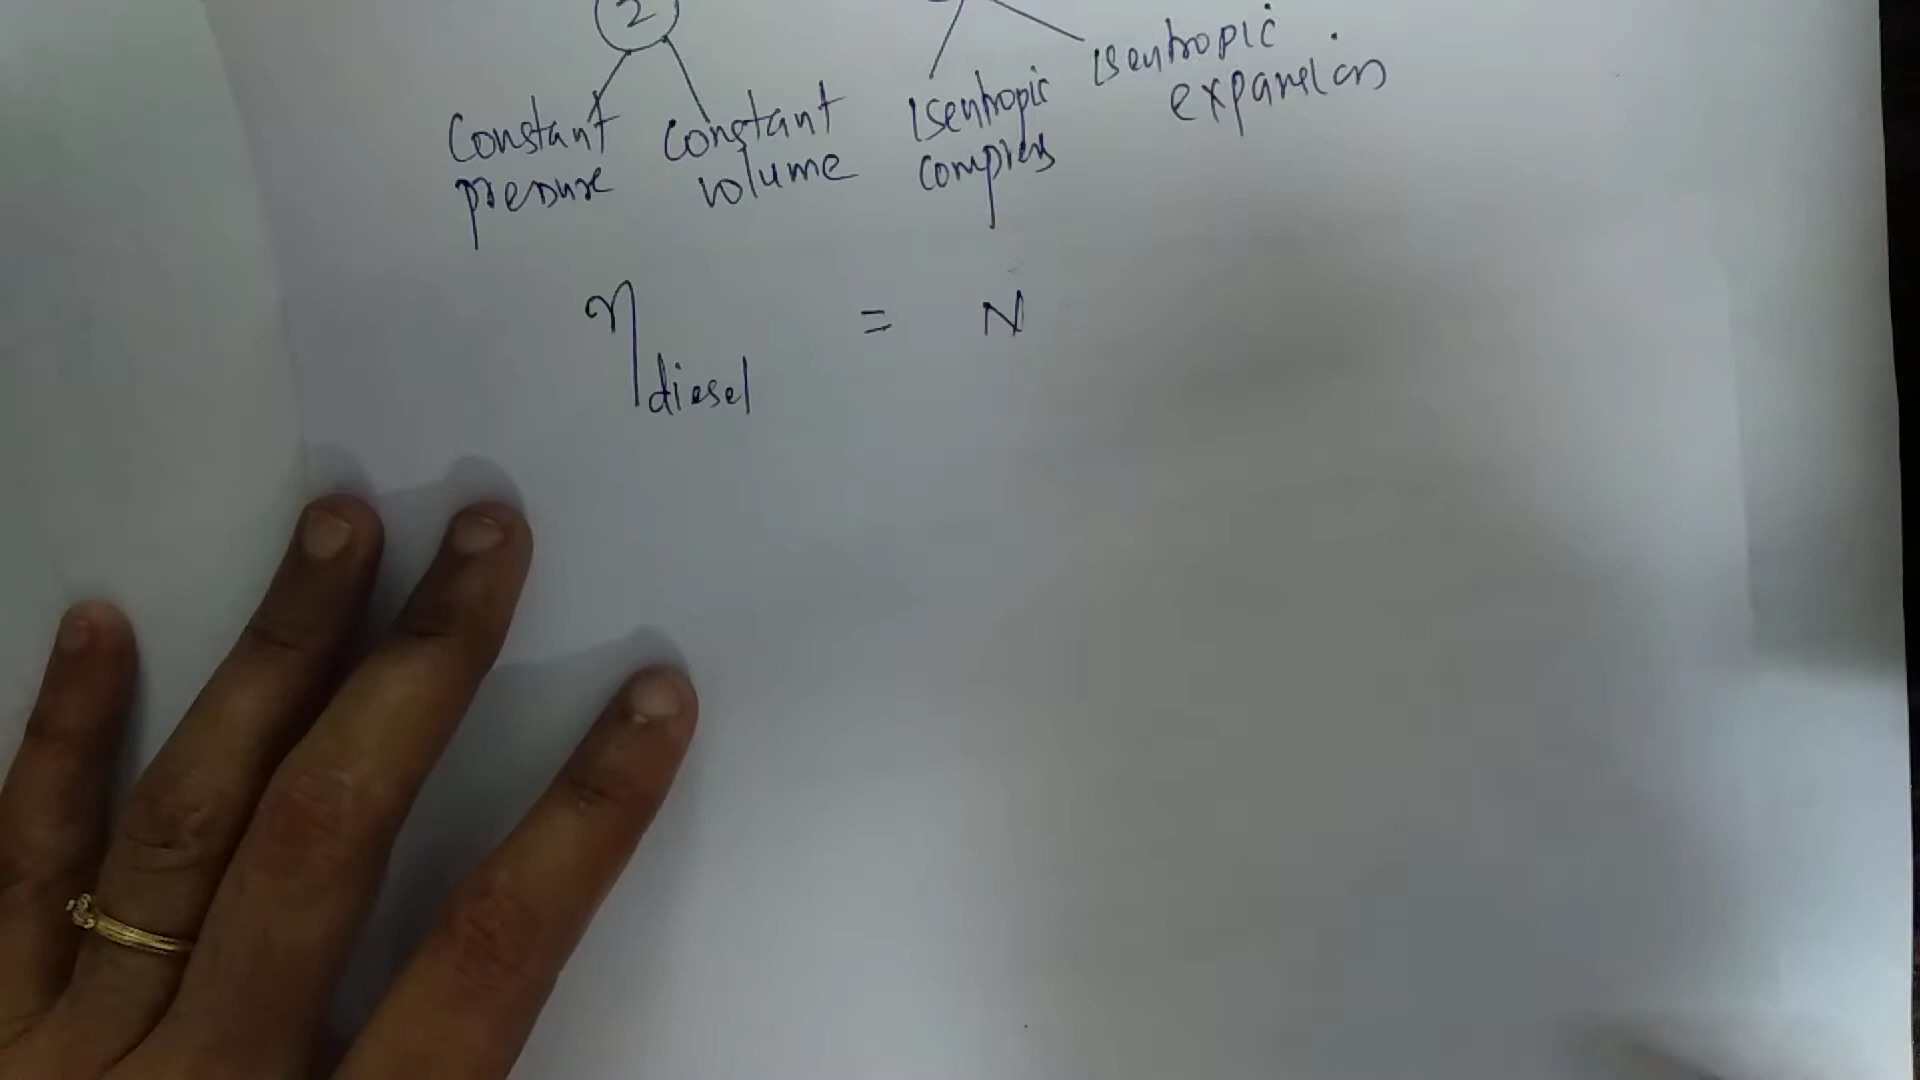 2
Constant constant Isentropic Isentropic
pressure volume compress expansion
η diesel = N